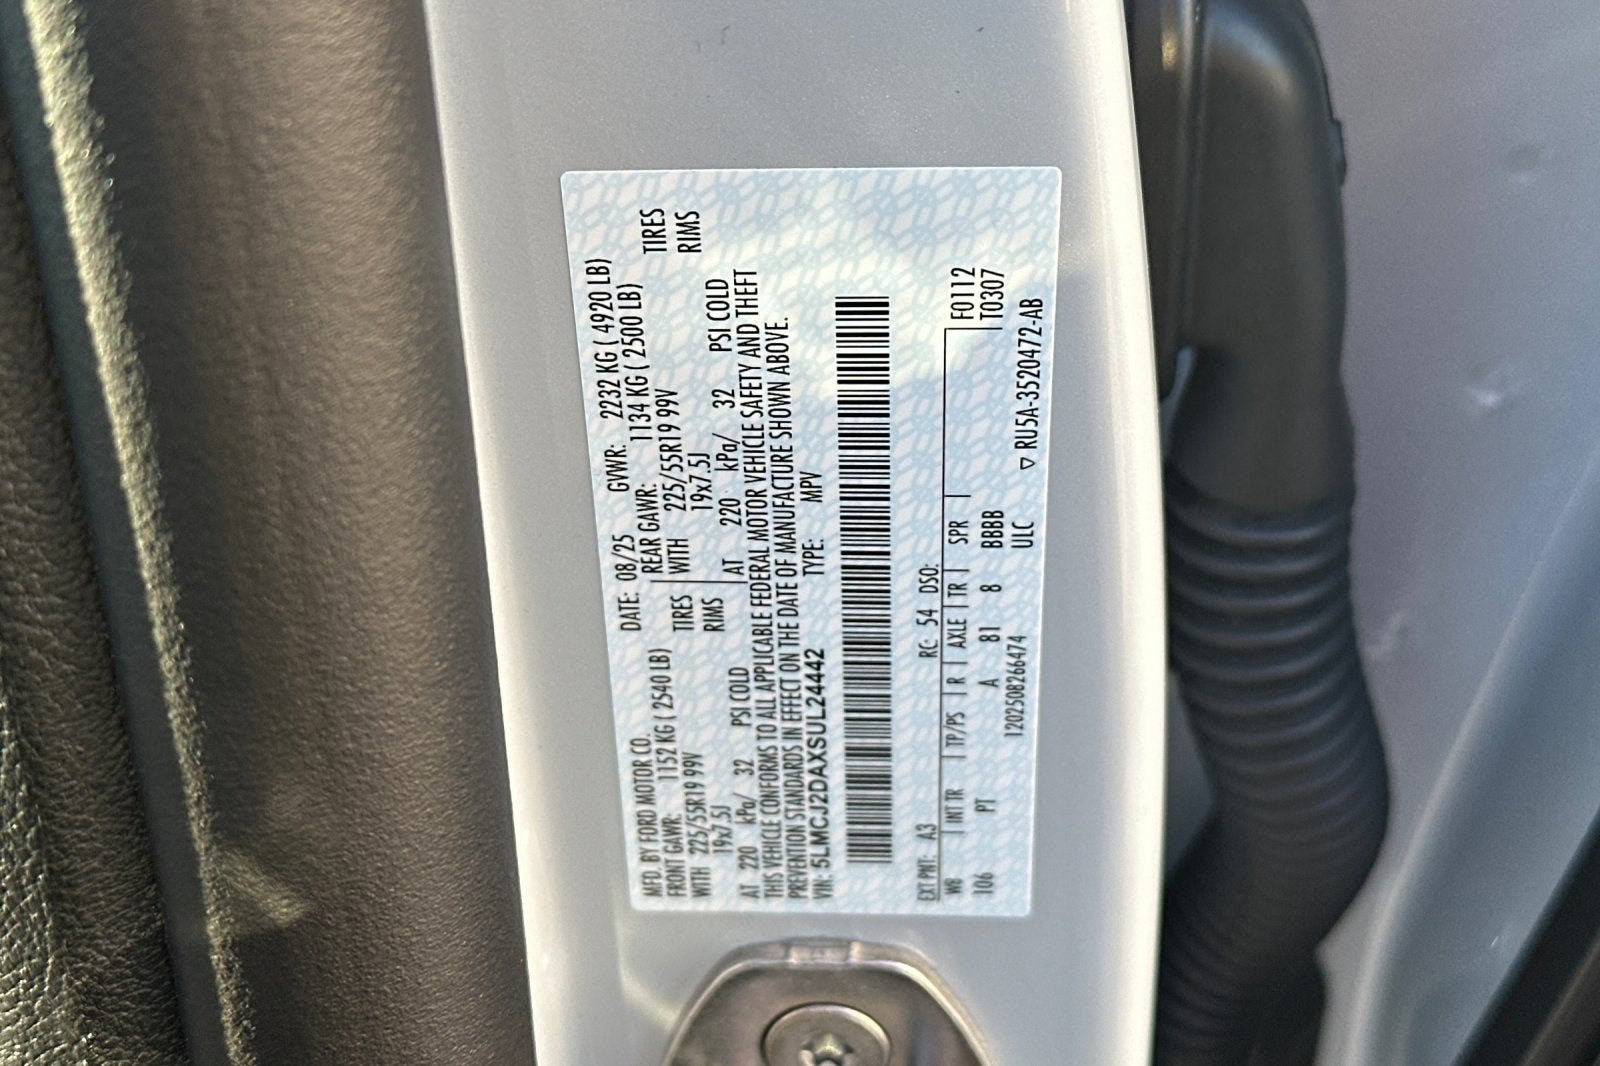 MFD. BY FORD MOTOR CO.
DATE: 08/25 GVWR: 2232 KG ( 4920 LB)
FRONT GAWR: 1152 KG ( 2540 LB)
REAR GAWR: 1134 KG ( 2500 LB)
WITH 225/55R19 99V TIRES
WITH 225/55R19 99V TIRES
19x7.5J RIMS
19x7.5J RIMS
AT 220 kPa/ 32 PSI COLD
AT 220 kPa/ 32 PSI COLD
THIS VEHICLE CONFORMS TO ALL APPLICABLE FEDERAL MOTOR VEHICLE SAFETY AND THEFT
PREVENTION STANDARDS IN EFFECT ON THE DATE OF MANUFACTURE SHOWN ABOVE.
VIN: 5LMCJ2DAXSUL24442 TYPE: MPV
EXT PNT: A3 RC: 54 DSO: F0112
WB INT TR TP/PS R AXLE TR SPR T0307
106 PT A 81 8 BBBB
12025082664​74 ULC ▽ RU5A-3520472-AB